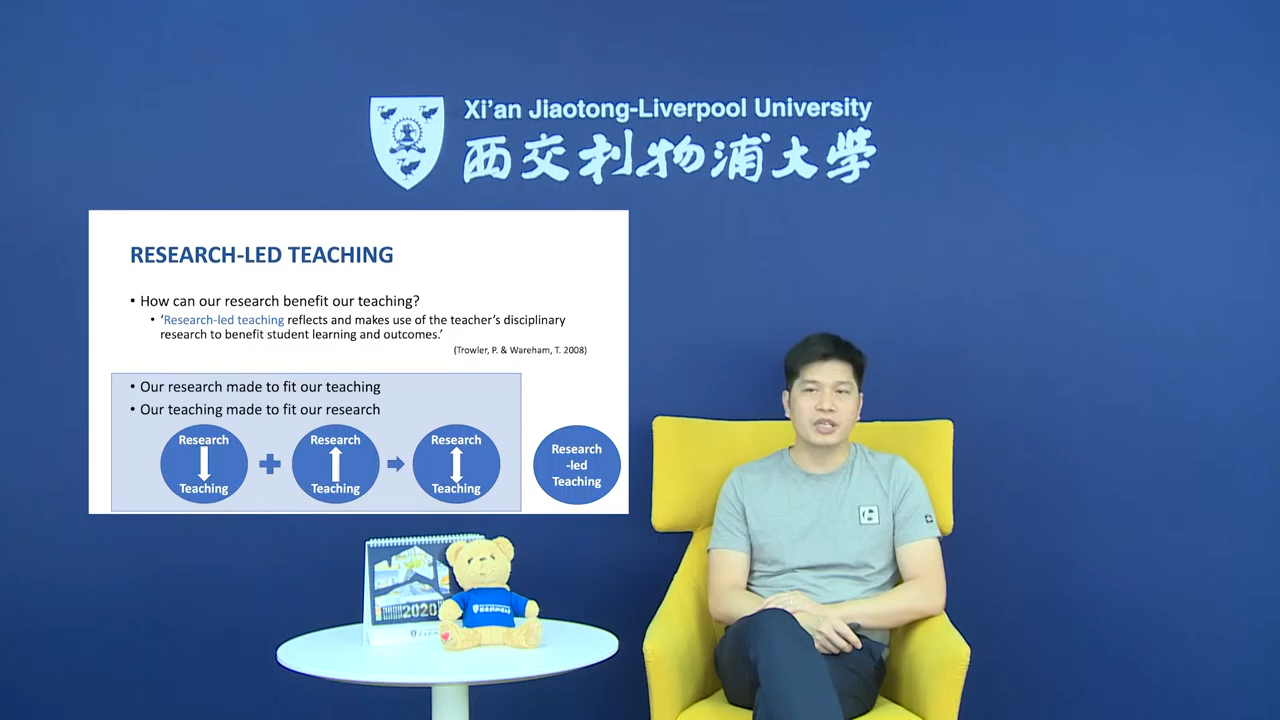 Xi'an Jiaotong-Liverpool University
西交利物浦大學
RESEARCH-LED TEACHING
• How can our research benefit our teaching?
• 'Research-led teaching reflects and makes use of the teacher's disciplinary
research to benefit student learning and outcomes.'
(Trowler, P. & Wareham, T. 2008)
• Our research made to fit our teaching
• Our teaching made to fit our research
Research
Teaching
Research
Teaching
Research
Teaching
Research
-led
Teaching
2020